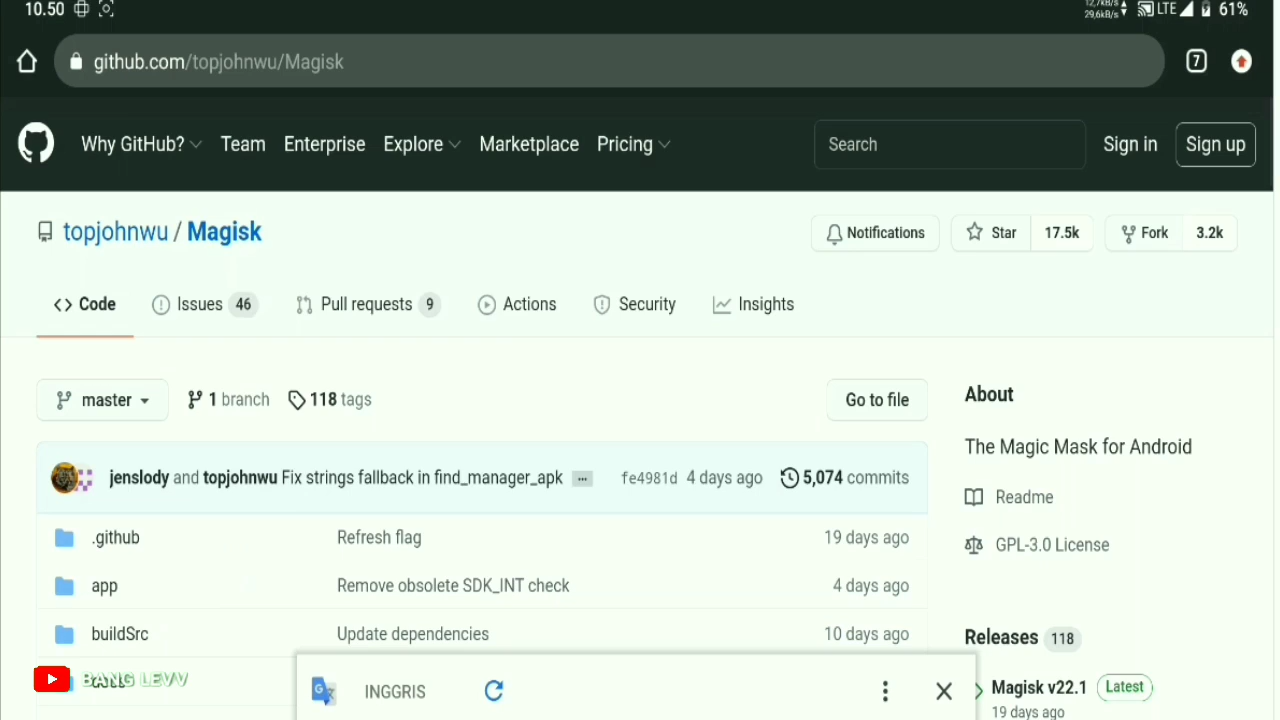 10.50
12,7kB/s
29,6kB/s
LTE
61%
github.com/topjohnwu/Magisk
7
Why GitHub?
Team
Enterprise
Explore
Marketplace
Pricing
Search
Sign in
Sign up
topjohnwu / Magisk
Notifications
Star 17.5k
Fork 3.2k
Code
Issues 46
Pull requests 9
Actions
Security
Insights
master
1 branch
118 tags
Go to file
About
The Magic Mask for Android
jenslody and topjohnwu Fix strings fallback in find_manager_apk ... fe4981d 4 days ago 5,074 commits
Readme
.github Refresh flag 19 days ago
GPL-3.0 License
app Remove obsolete SDK_INT check 4 days ago
buildSrc Update dependencies 10 days ago
Releases 118
BANG LEVV
INGGRIS
Magisk v22.1 Latest
19 days ago